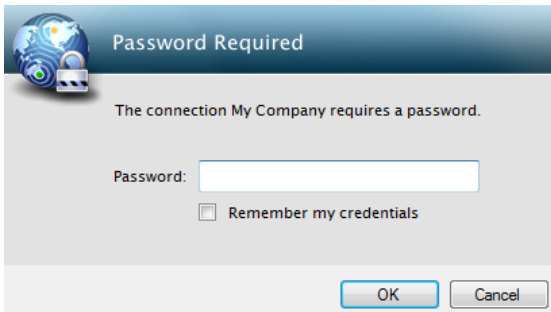 Password Required
The connection My Company requires a password.
Password:
Remember my credentials
OK Cancel